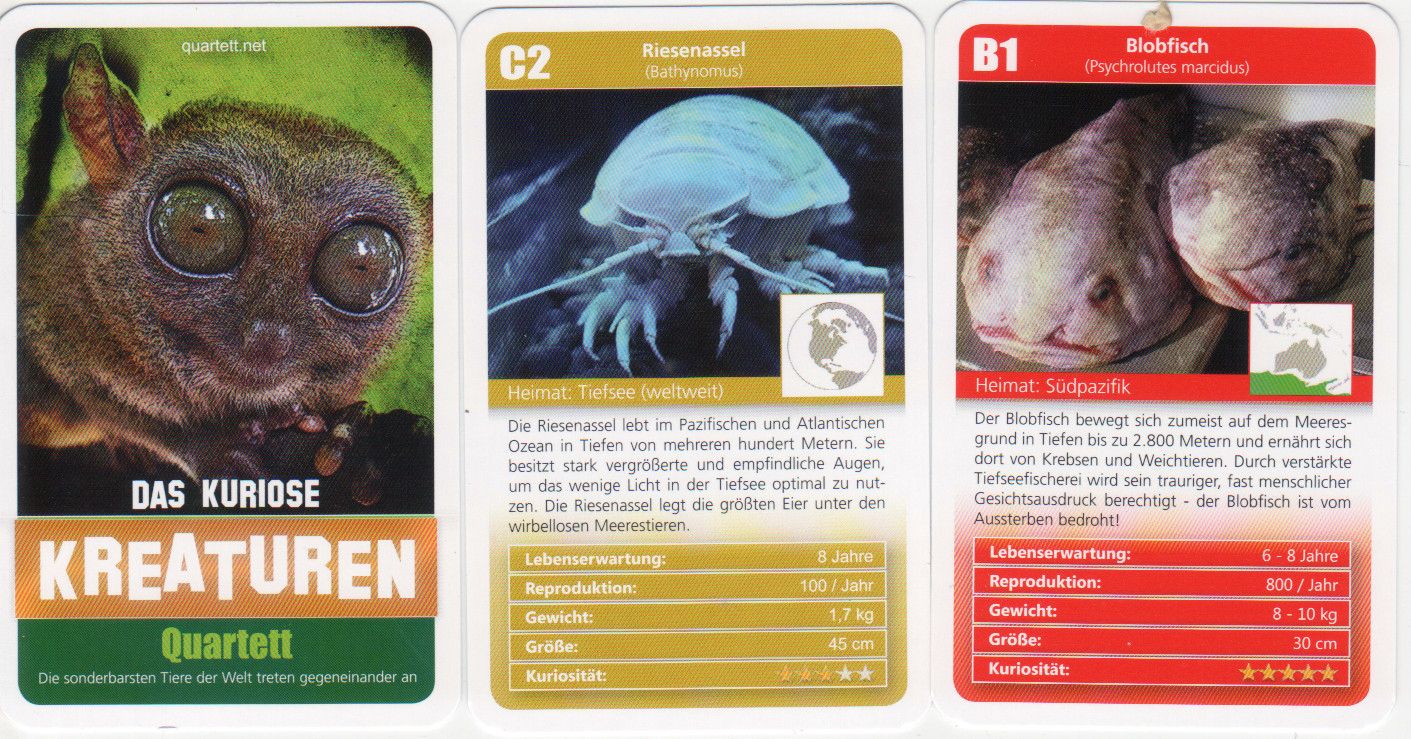 quartett.net
DAS KURIOSE
KREATUREN
Quartett
Die sonderbarsten Tiere der Welt treten gegeneinander an
C2
Riesenassel
(Bathynomus)
Heimat: Tiefsee (weltweit)
Die Riesenassel lebt im Pazifischen und Atlantischen
Ozean in Tiefen von mehreren hundert Metern. Sie
besitzt stark vergrößerte und empfindliche Augen,
um das wenige Licht in der Tiefsee optimal zu nut-
zen. Die Riesenassel legt die größten Eier unter den
wirbellosen Meerestieren.
Lebenserwartung: 8 Jahre
Reproduktion: 100 / Jahr
Gewicht: 1,7 kg
Größe: 45 cm
Kuriosität:
B1
Blobfisch
(Psychrolutes marcidus)
Heimat: Südpazifik
Der Blobfisch bewegt sich zumeist auf dem Meeres-
grund in Tiefen bis zu 2.800 Metern und ernährt sich
dort von Krebsen und Weichtieren. Durch verstärkte
Tiefseefischerei wird sein trauriger, fast menschlicher
Gesichtsausdruck berechtigt - der Blobfisch ist vom
Aussterben bedroht!
Lebenserwartung: 6 - 8 Jahre
Reproduktion: 800 / Jahr
Gewicht: 8 - 10 kg
Größe: 30 cm
Kuriosität: